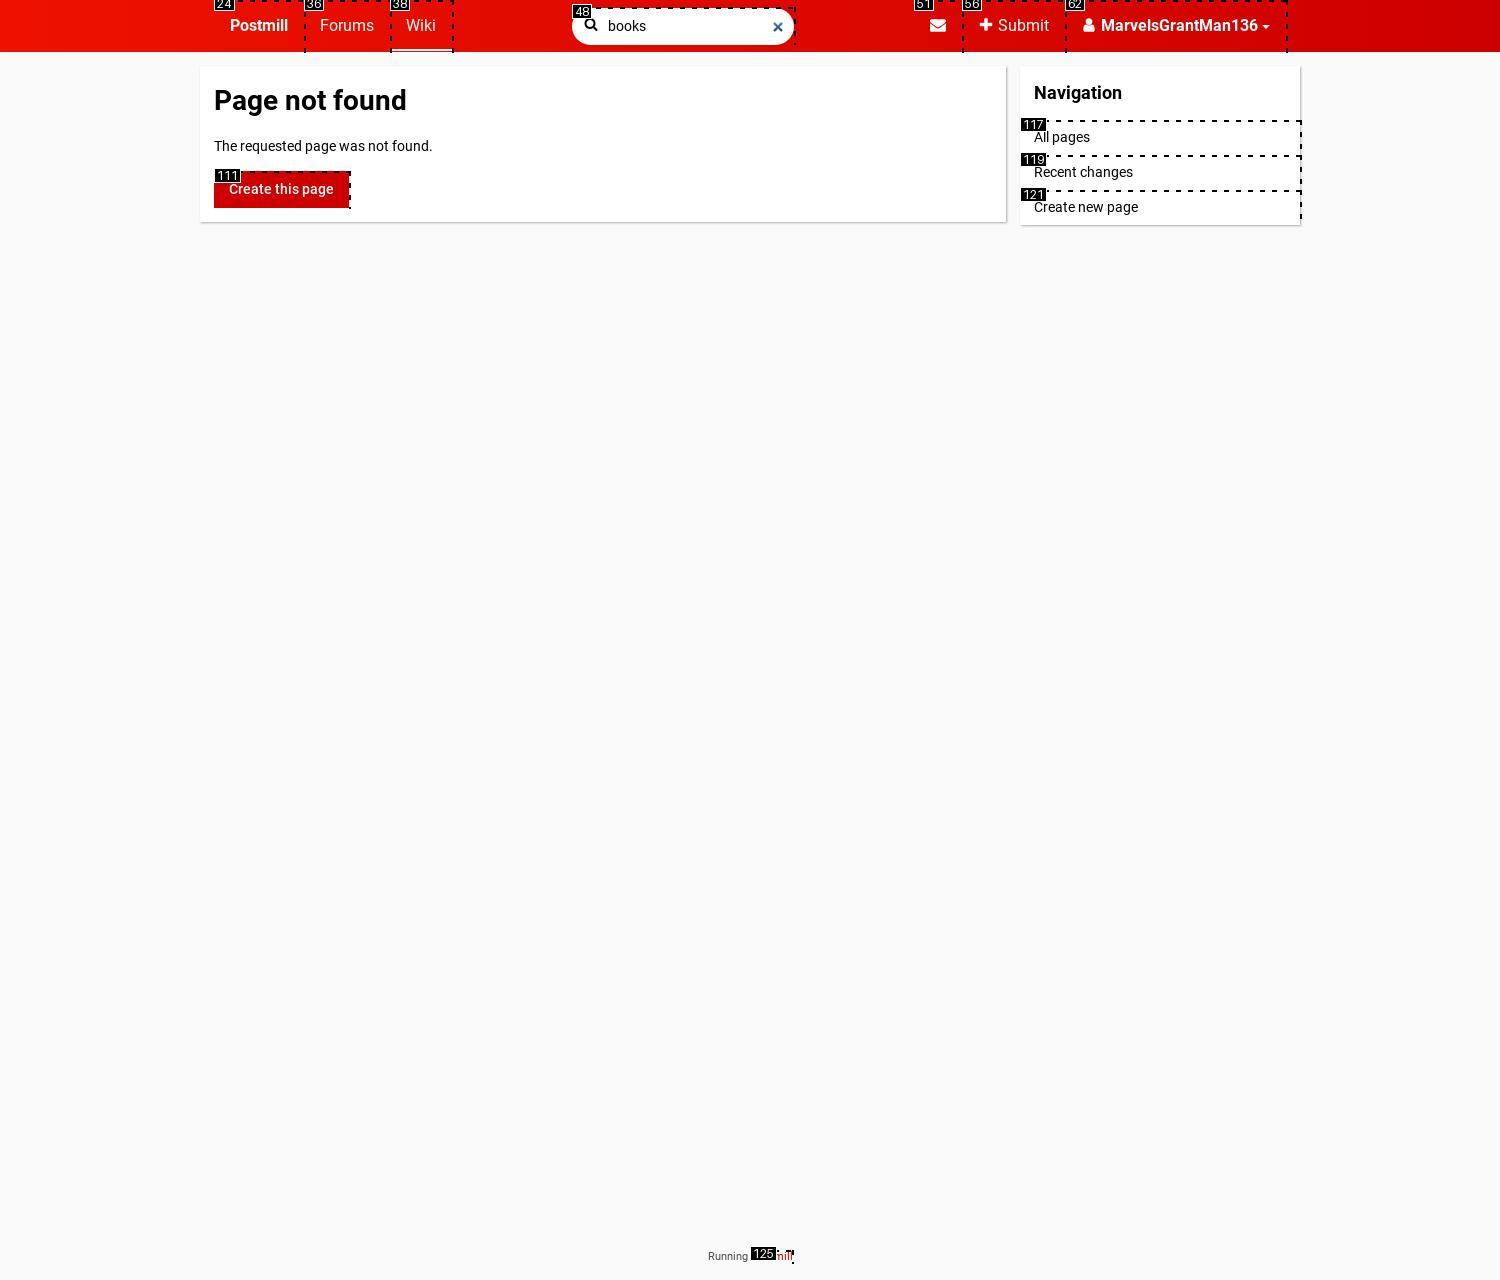 24 36 38 48 51 56 62
Postmill Forums Wiki books Submit MarvelsGrantMan136
Page not found
The requested page was not found.
111
Create this page
Navigation
117
All pages
119
Recent changes
121
Create new page
Running 125